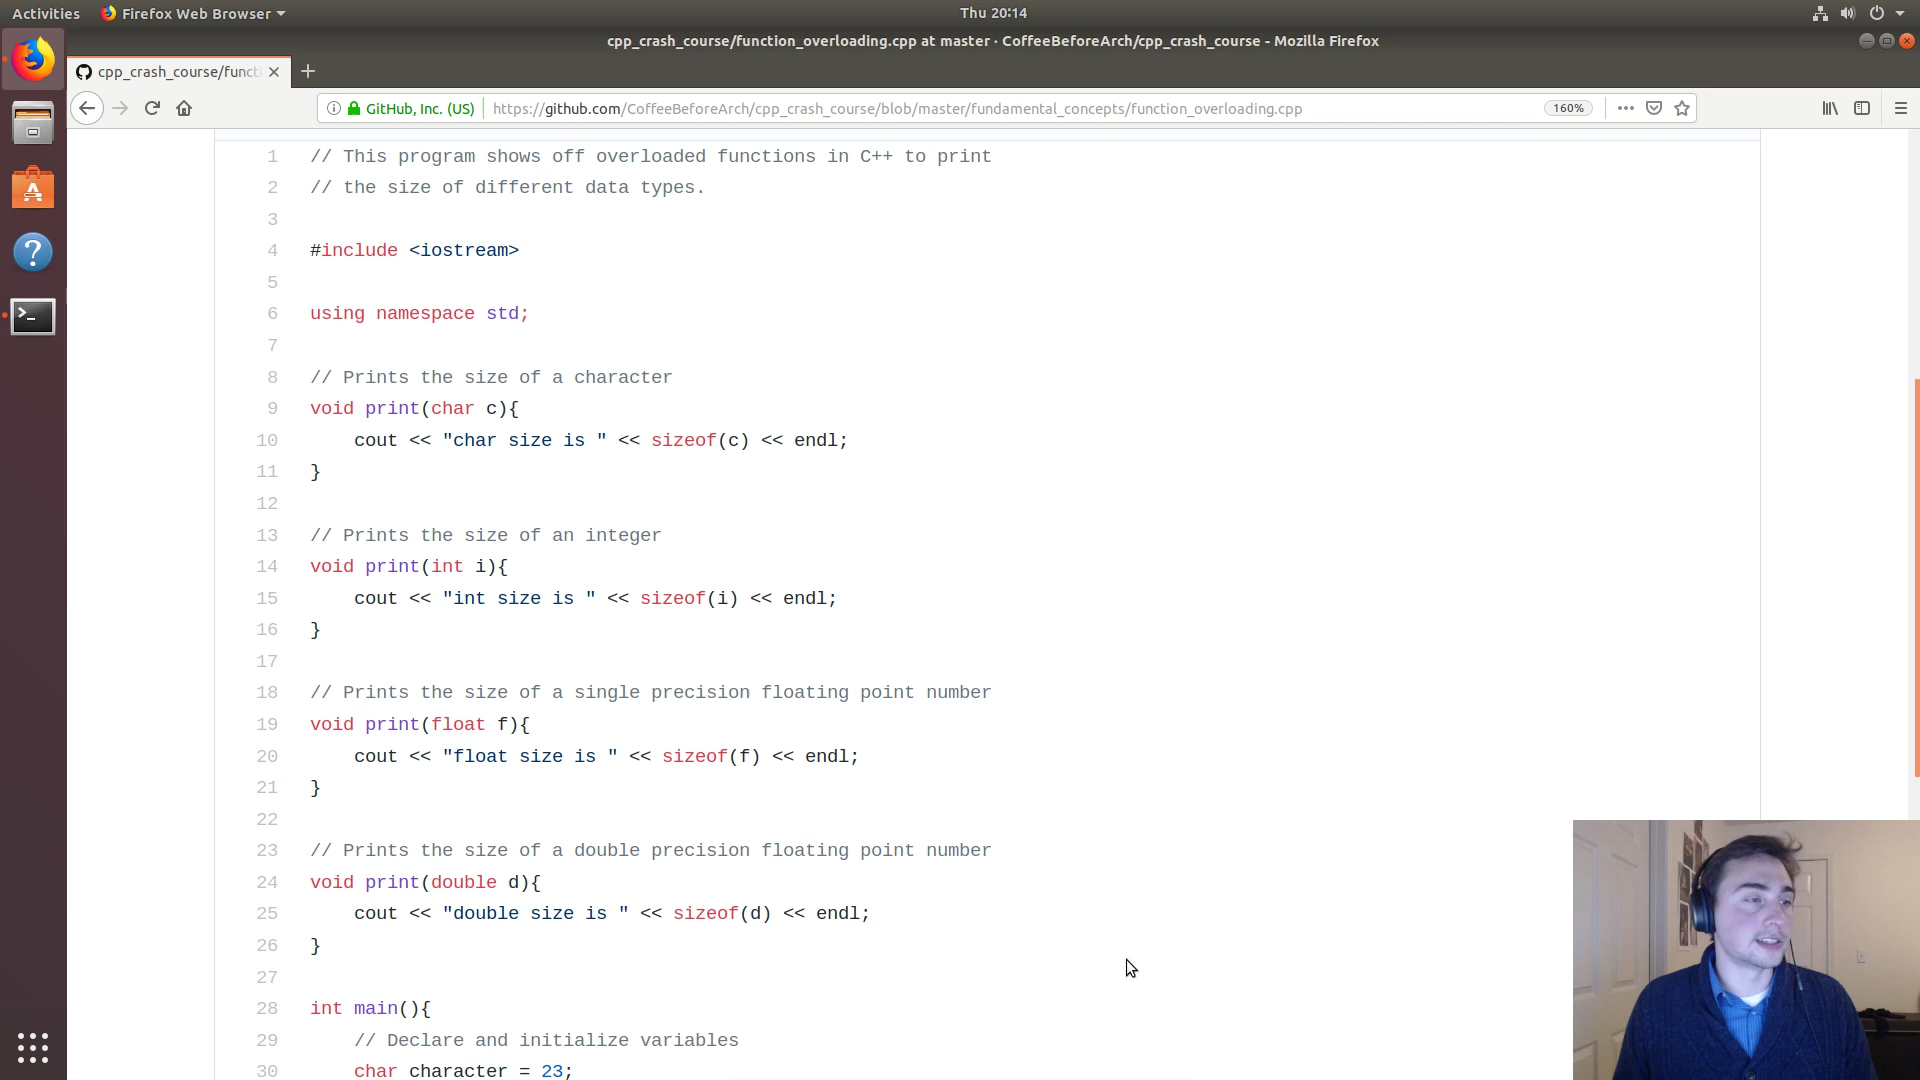 Activities Firefox Web Browser Thu 20:14
cpp_crash_course/function_overloading.cpp at master · CoffeeBeforeArch/cpp_crash_course - Mozilla Firefox
cpp_crash_course/functi
GitHub, Inc. (US) https://github.com/CoffeeBeforeArch/cpp_crash_course/blob/master/fundamental_concepts/function_overloading.cpp 160%
1 // This program shows off overloaded functions in C++ to print
2 // the size of different data types.
3
4 #include <iostream>
5
6 using namespace std;
7
8 // Prints the size of a character
9 void print(char c){
10     cout << "char size is " << sizeof(c) << endl;
11 }
12
13 // Prints the size of an integer
14 void print(int i){
15     cout << "int size is " << sizeof(i) << endl;
16 }
17
18 // Prints the size of a single precision floating point number
19 void print(float f){
20     cout << "float size is " << sizeof(f) << endl;
21 }
22
23 // Prints the size of a double precision floating point number
24 void print(double d){
25     cout << "double size is " << sizeof(d) << endl;
26 }
27
28 int main(){
29     // Declare and initialize variables
30     char character = 23;